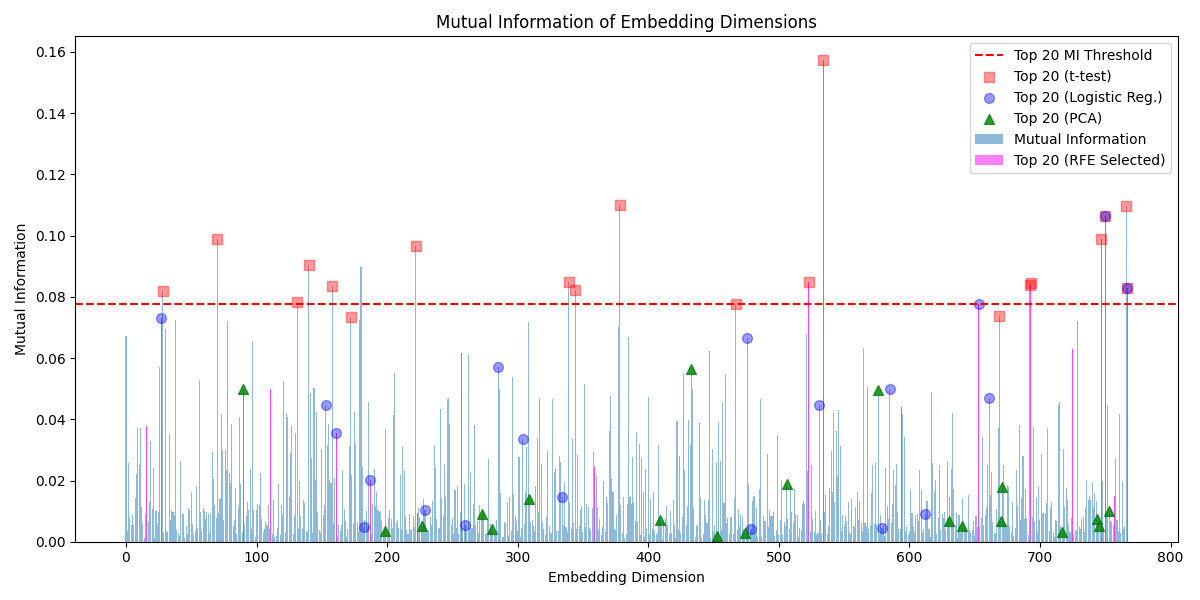 Mutual Information of Embedding Dimensions
Mutual Information
0.16
0.14
0.12
0.10
0.08
0.06
0.04
0.02
0.00
Top 20 MI Threshold
Top 20 (t-test)
Top 20 (Logistic Reg.)
Top 20 (PCA)
Mutual Information
Top 20 (RFE Selected)
0
100
200
300
400
500
600
700
800
Embedding Dimension